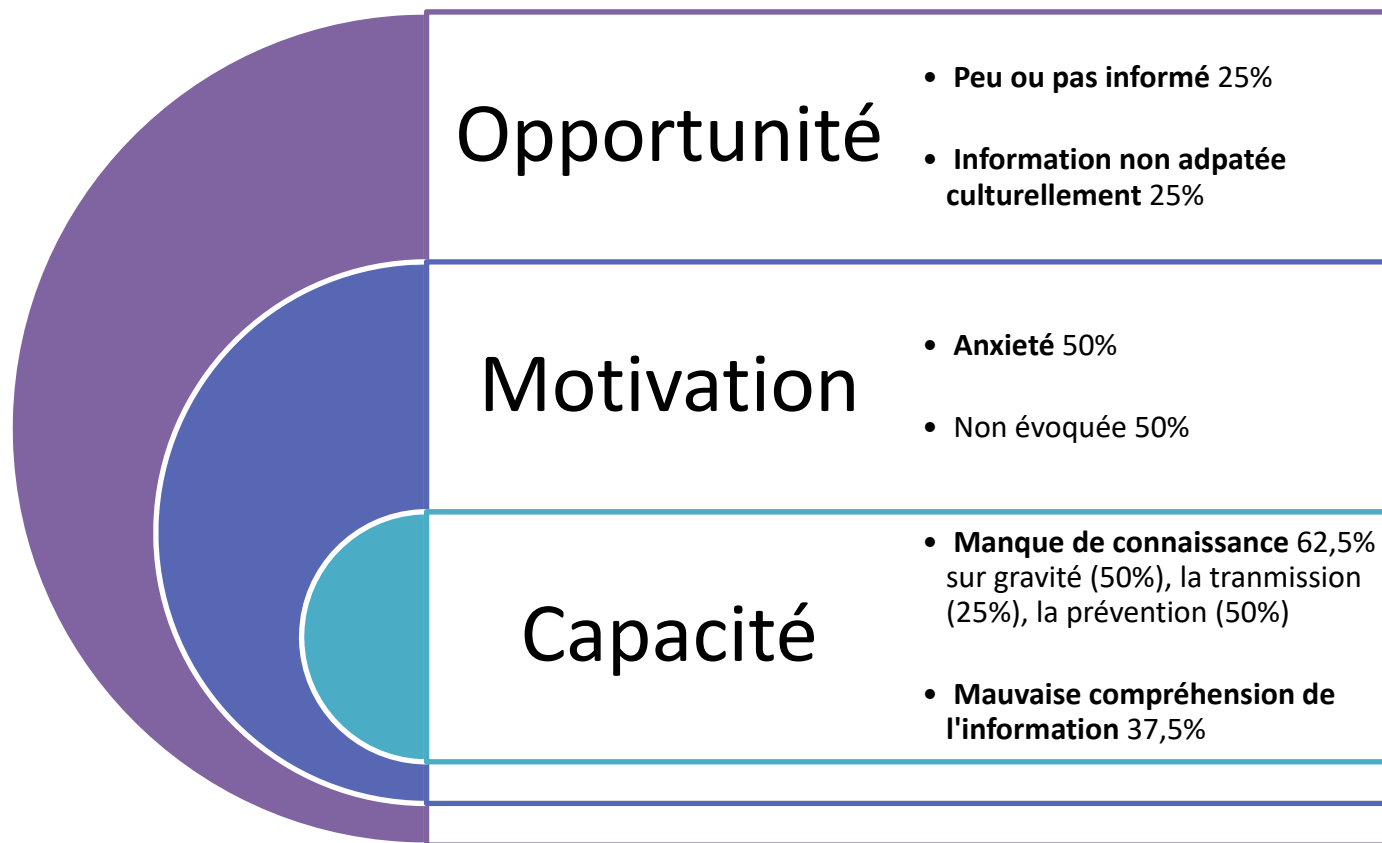 Opportunité
• Peu ou pas informé 25%
• Information non adpatée
culturellement 25%
Motivation
• Anxieté 50%
• Non évoquée 50%
Capacité
• Manque de connaissance 62,5%
sur gravité (50%), la tranmission
(25%), la prévention (50%)
• Mauvaise compréhension de
l'information 37,5%